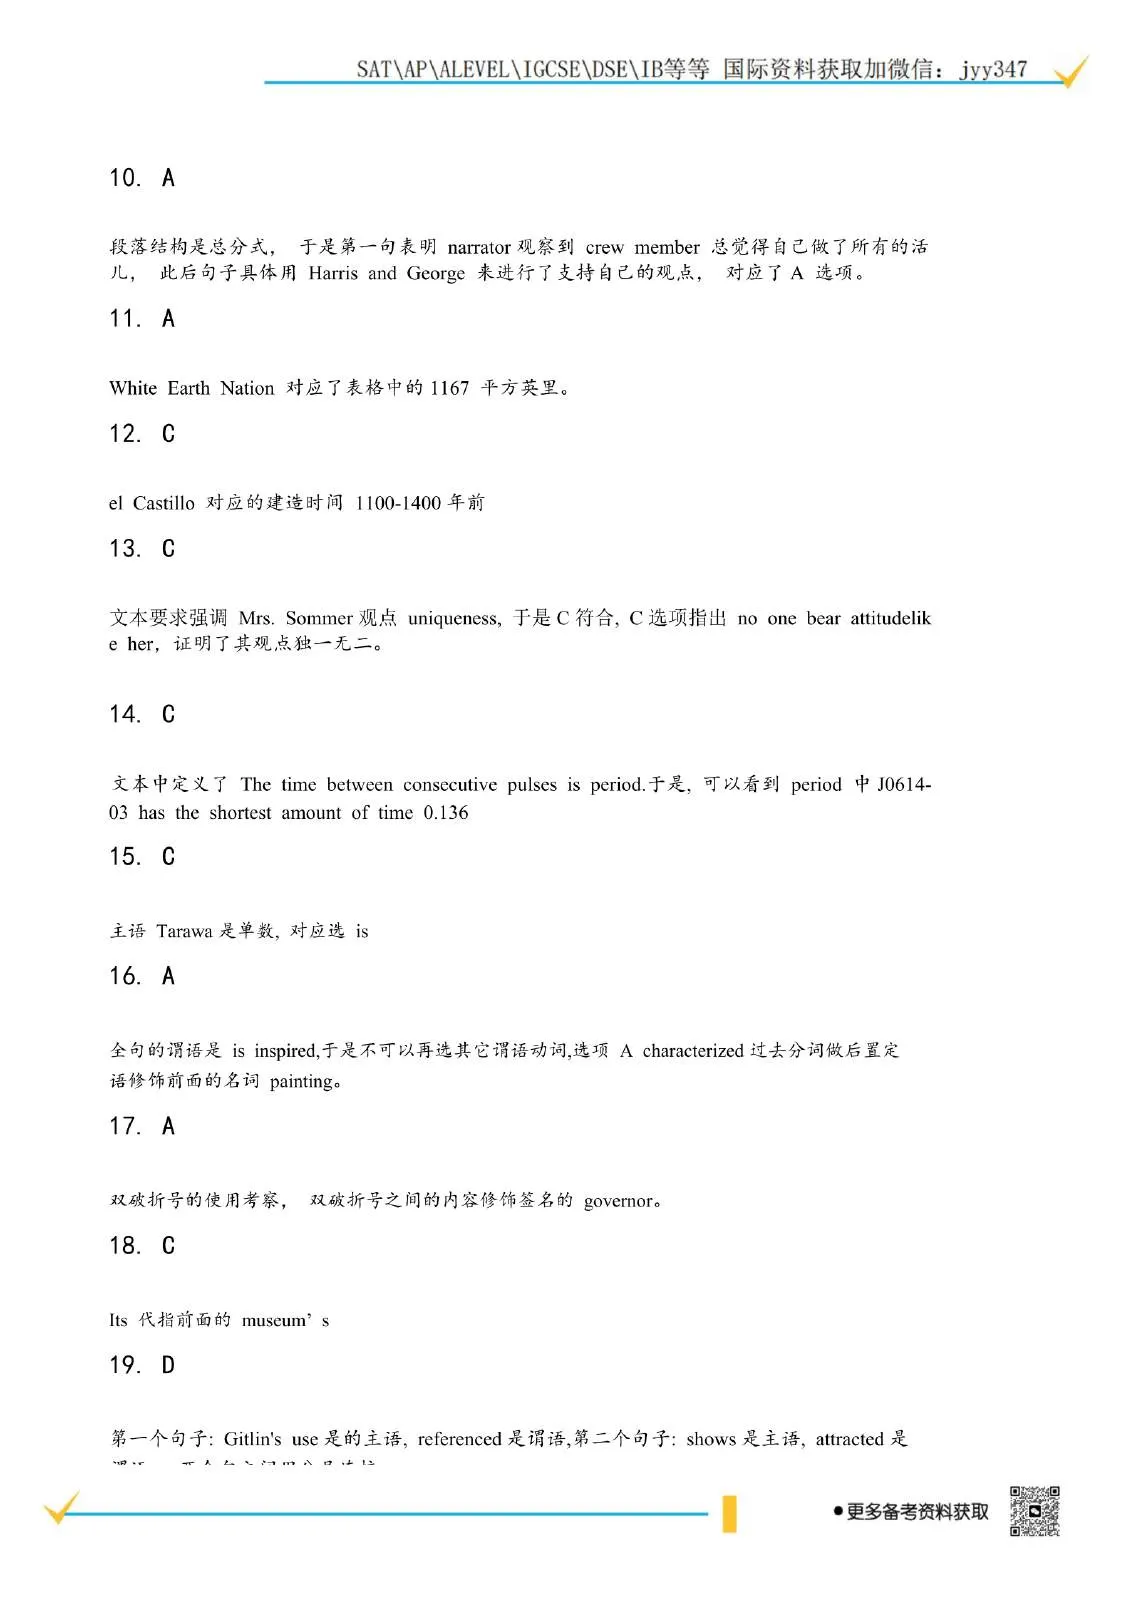 SAT\AP\ALEVEL\IGCSE\DSE\IB等等 国际资料获取加微信：jyy347
10. A
段落结构是总分式， 于是第一句表明 narrator 观察到 crew member 总觉得自己做了所有的活
儿， 此后句子具体用 Harris and George 来进行了支持自己的观点， 对应了 A 选项。
11. A
White Earth Nation 对应了表格中的 1167 平方英里。
12. C
el Castillo 对应的建造时间 1100-1400 年前
13. C
文本要求强调 Mrs. Sommer 观点 uniqueness, 于是 C 符合, C 选项指出 no one bear attitudelik
e her，证明了其观点独一无二。
14. C
文本中定义了 The time between consecutive pulses is period.于是, 可以看到 period 中 J0614-
03 has the shortest amount of time 0.136
15. C
主语 Tarawa 是单数, 对应选 is
16. A
全句的谓语是 is inspired,于是不可以再选其它谓语动词,选项 A characterized 过去分词做后置定
语修饰前面的名词 painting。
17. A
双破折号的使用考察， 双破折号之间的内容修饰签名的 governor。
18. C
Its 代指前面的 museum’ s
19. D
第一个句子: Gitlin's use 是的主语, referenced 是谓语,第二个句子: shows 是主语, attracted 是
●更多备考资料获取